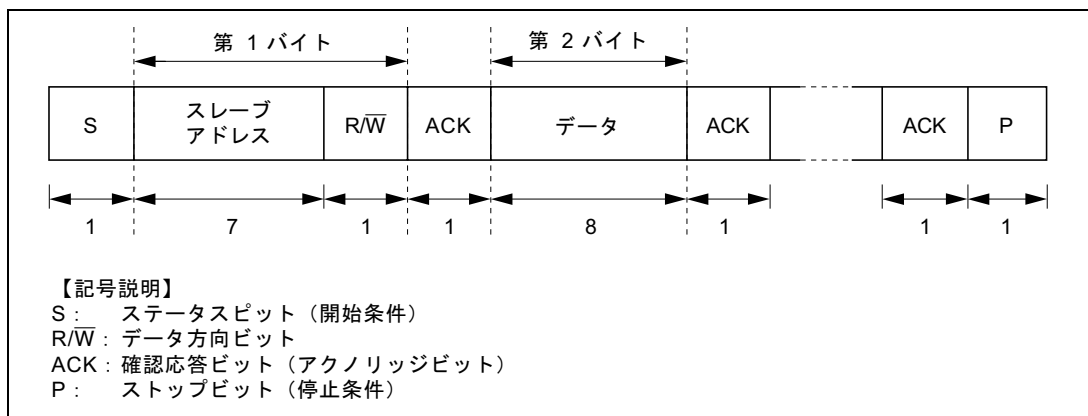 第 1 バイト 第 2 バイト
S スレーブ アドレス R/W̅ ACK データ ACK ACK P
1 7 1 1 8 1 1 1
【記号説明】
S： ステータスピット（開始条件）
R/W̅：データ方向ビット
ACK：確認応答ビット（アクノリッジビット）
P： ストップビット（停止条件）